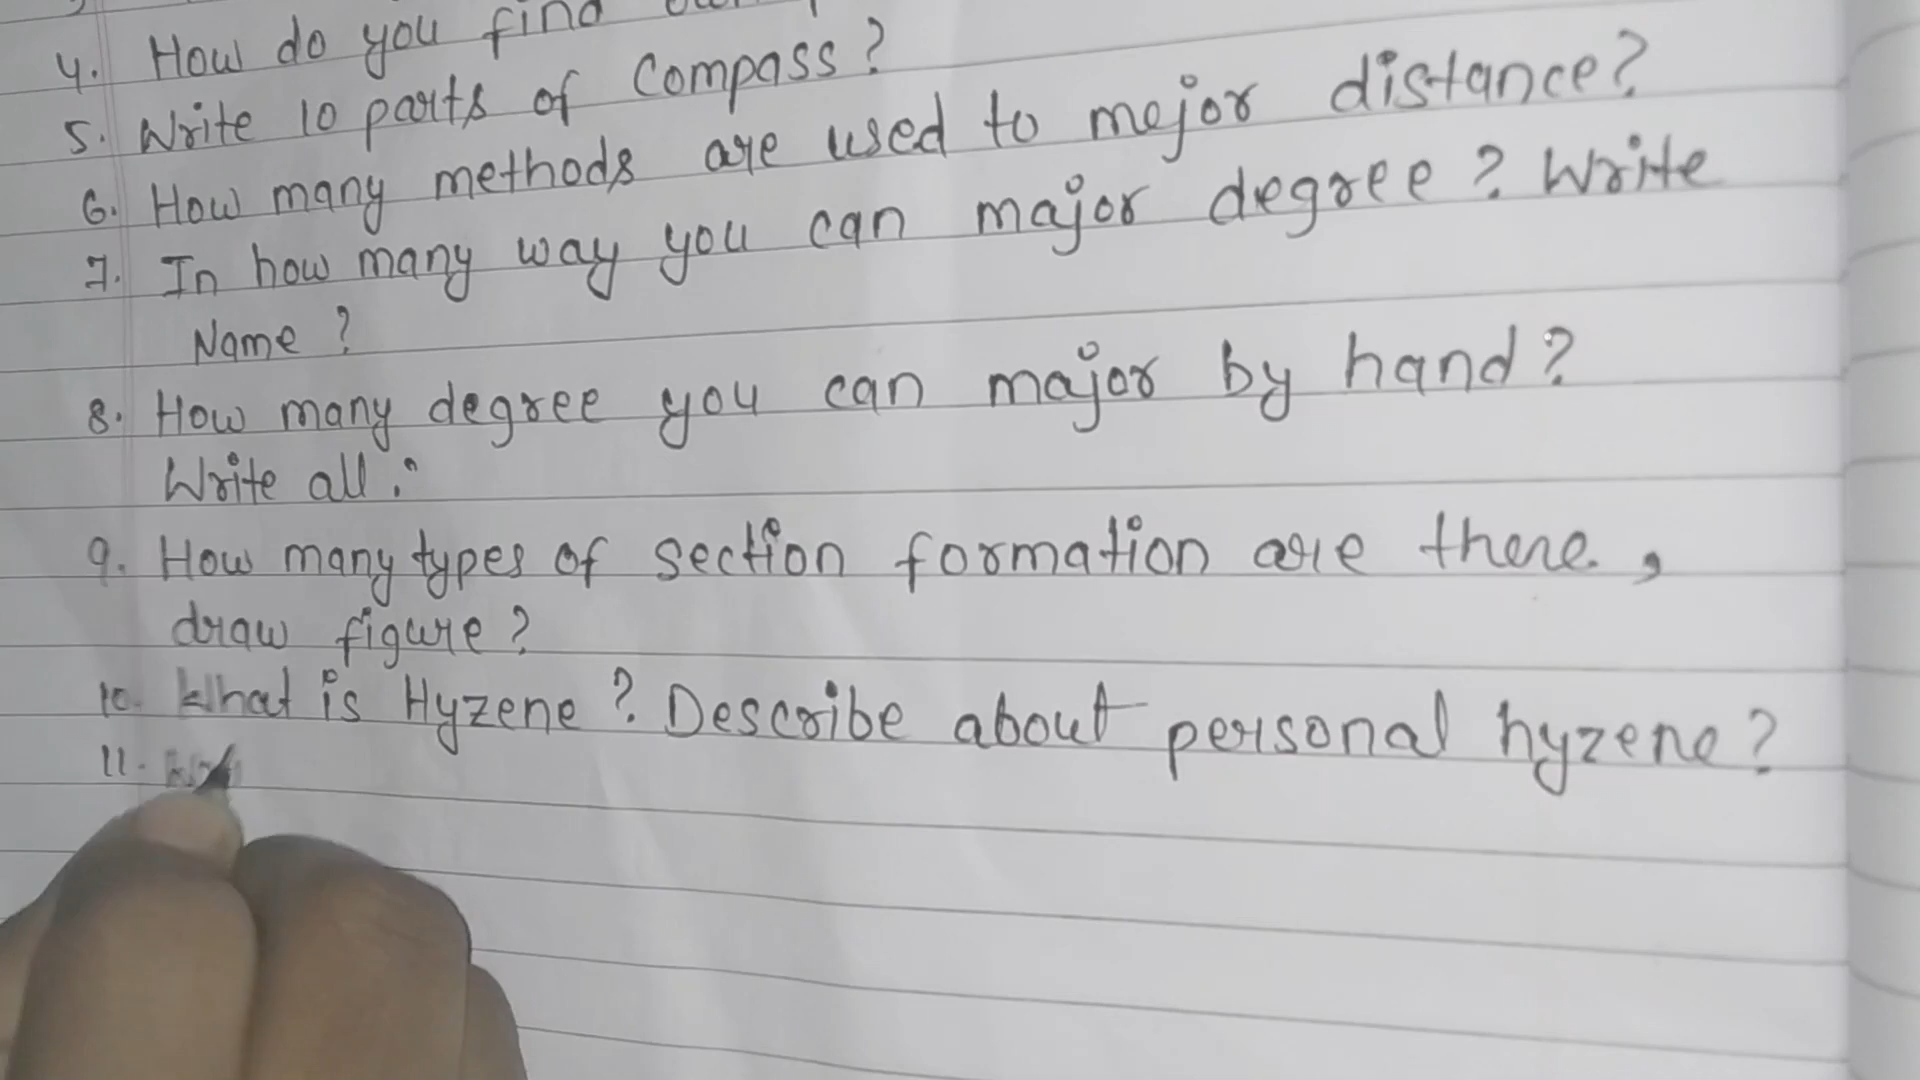 4. How do you find
5. Write 10 parts of Compass?
6. How many methods are used to mejor distance?
7. In how many way you can major degree? Write
Name?
8. How many degree you can major by hand?
Write all:
9. How many types of section formation are there,
draw figure?
10. What is Hyzene? Describe about personal hyzene?
11.